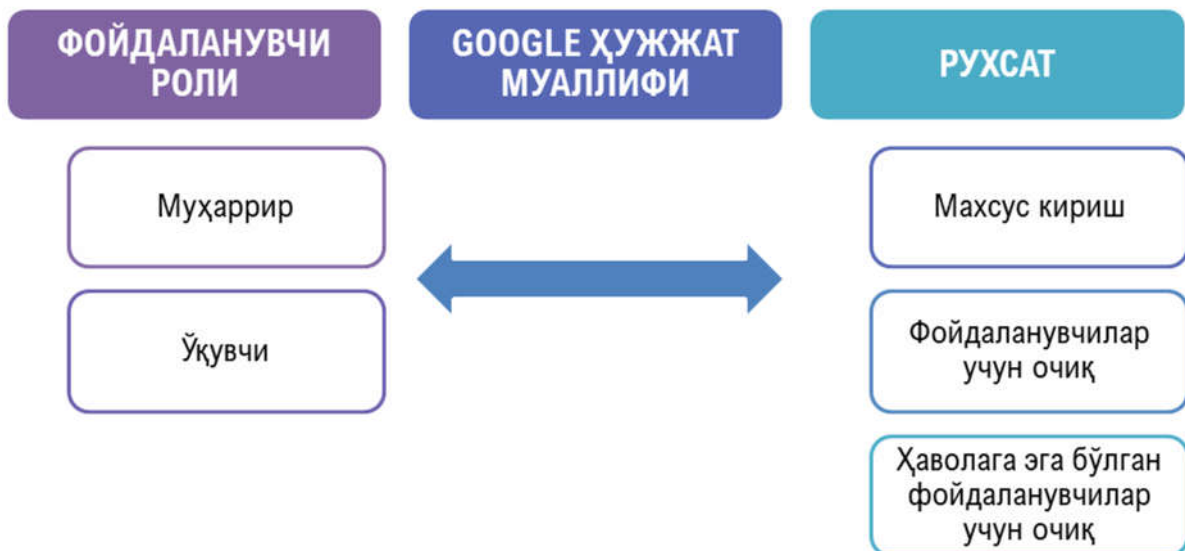 ФОЙДАЛАНУВЧИ
РОЛИ
GOOGLE ҲУЖЖАТ
МУАЛЛИФИ
РУХСАТ
Муҳаррир
Ўқувчи
Махсус кириш
Фойдаланувчилар
учун очиқ
Ҳаволага эга бўлган
фойдаланувчилар
учун очиқ